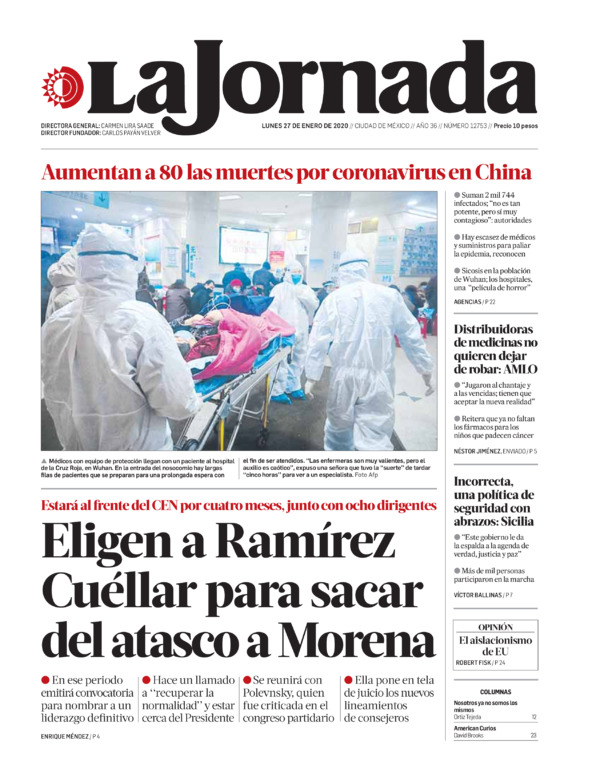 La Jornada
DIRECTORA GENERAL: CARMEN LIRA SAADE
DIRECTOR FUNDADOR: CARLOS PAYÁN VELVER
LUNES 27 DE ENERO DE 2020 // CIUDAD DE MÉXICO // AÑO 36 // NÚMERO 12753 // Precio 10 pesos
Aumentan a 80 las muertes por coronavirus en China
● Suman 2 mil 744
infectados; “no es tan
potente, pero sí muy
contagioso”: autoridades
● Hay escasez de médicos
y suministros para paliar
la epidemia, reconocen
● Sicosis en la población
de Wuhan; los hospitales,
una “película de horror”
AGENCIAS / P 22
▲ Médicos con equipo de protección llegan con un paciente al hospital
de la Cruz Roja, en Wuhan. En la entrada del nosocomio hay largas
filas de pacientes que se preparan para una prolongada espera con
el fin de ser atendidos. “Las enfermeras son muy valientes, pero el
auxilio es caótico”, expuso una señora que tuvo la “suerte” de tardar
“cinco horas” para ver a un especialista. Foto Afp
Distribuidoras
de medicinas no
quieren dejar
de robar: AMLO
● “Jugaron al chantaje y
a las vencidas; tienen que
aceptar la nueva realidad”
● Reitera que ya no faltan
los fármacos para los
niños que padecen cáncer
NÉSTOR JIMÉNEZ, ENVIADO / P 5
Incorrecta,
una política de
seguridad con
abrazos: Sicilia
● “Este gobierno le da
la espalda a la agenda de
verdad, justicia y paz”
● Más de mil personas
participaron en la marcha
VÍCTOR BALLINAS / P 7
Estará al frente del CEN por cuatro meses, junto con ocho dirigentes
Eligen a Ramírez
Cuéllar para sacar
del atasco a Morena
● En ese periodo
emitirá convocatoria
para nombrar a un
liderazgo definitivo
● Hace un llamado
a “recuperar la
normalidad” y estar
cerca del Presidente
● Se reunirá con
Polevnsky, quien
fue criticada en el
congreso partidario
● Ella pone en tela
de juicio los nuevos
lineamientos
de consejeros
ENRIQUE MÉNDEZ / P 4
OPINIÓN
El aislacionismo
de EU
ROBERT FISK / P 24
COLUMNAS
Nosotros ya no somos los
mismos
Ortiz Tejeda 12
American Curios
David Brooks 23